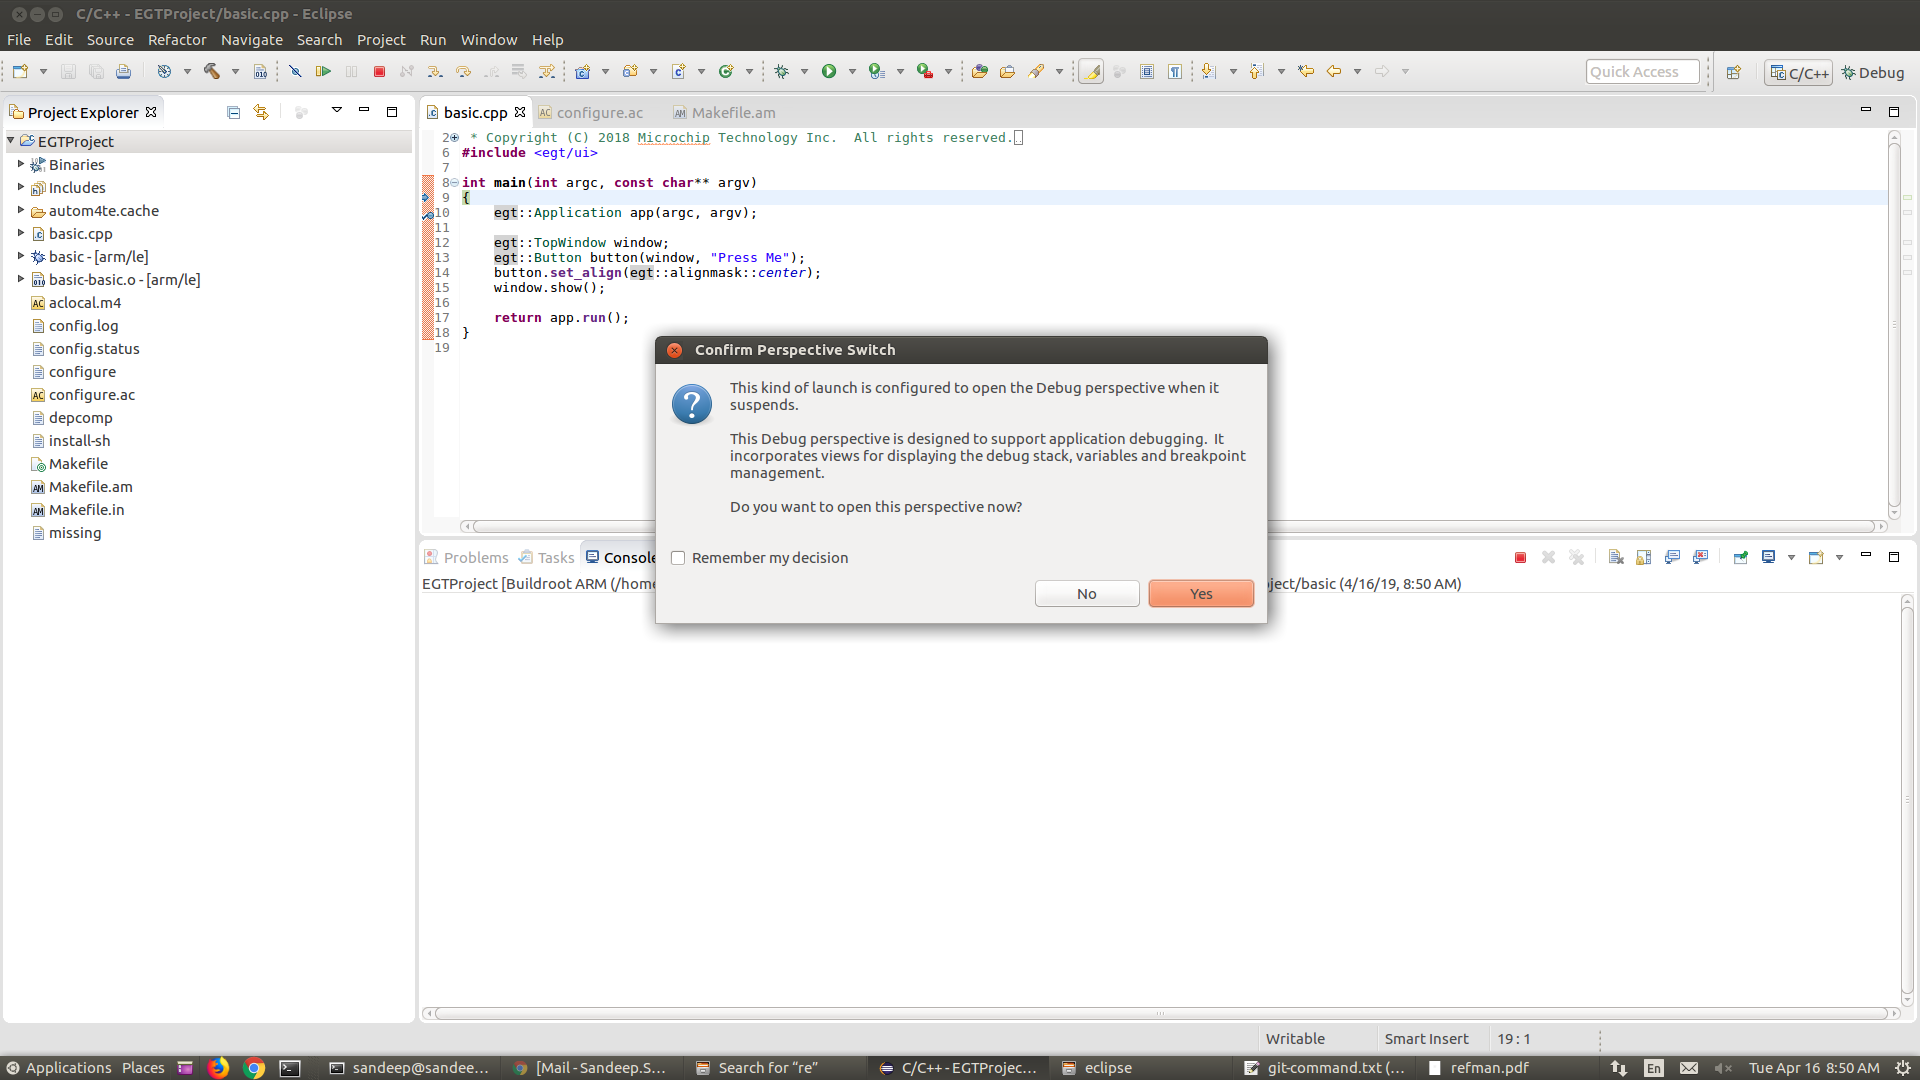 C/C++ - EGTProject/basic.cpp - Eclipse
File Edit Source Refactor Navigate Search Project Run Window Help
Quick Access
C/C++
Debug
Project Explorer
EGTProject
Binaries
Includes
autom4te.cache
basic.cpp
basic - [arm/le]
basic-basic.o - [arm/le]
aclocal.m4
config.log
config.status
configure
configure.ac
depcomp
install-sh
Makefile
Makefile.am
Makefile.in
missing
basic.cpp configure.ac Makefile.am
2 * Copyright (C) 2018 Microchip Technology Inc.  All rights reserved.
6 #include <egt/ui>
7
8 int main(int argc, const char** argv)
9 {
10     egt::Application app(argc, argv);
11
12     egt::TopWindow window;
13     egt::Button button(window, "Press Me");
14     button.set_align(egt::alignmask::center);
15     window.show();
16
17     return app.run();
18 }
19
Confirm Perspective Switch
This kind of launch is configured to open the Debug perspective when it
suspends.
This Debug perspective is designed to support application debugging.  It
incorporates views for displaying the debug stack, variables and breakpoint
management.
Do you want to open this perspective now?
Remember my decision
No Yes
Problems Tasks Console
EGTProject [Buildroot ARM (/home ject/basic (4/16/19, 8:50 AM)
Writable Smart Insert 19 : 1
Applications Places sandeep@sandee... [Mail - Sandeep.S... Search for “re” C/C++ - EGTProjec... eclipse git-command.txt (... refman.pdf En Tue Apr 16 8:50 AM